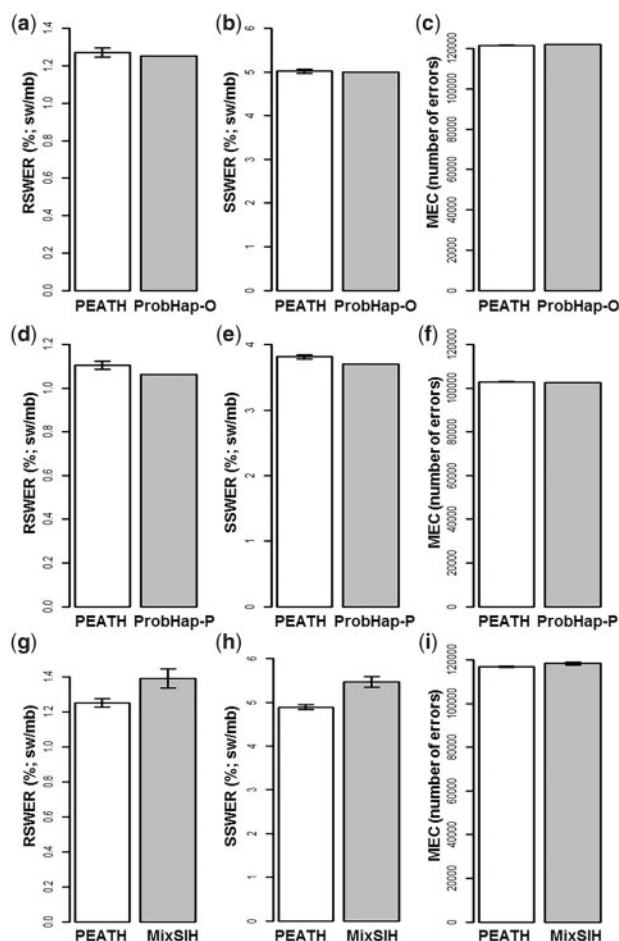 (a) (b) (c)
RSWER (%; sw/mb)
0.0 0.2 0.4 0.6 0.8 1.0 1.2 1.4
PEATH ProbHap-O
SSWER (%; sw/mb)
0 1 2 3 4 5 6
PEATH ProbHap-O
MEC (number of errors)
0 20000 40000 60000 80000 100000 120000
PEATH ProbHap-O
(d) (e) (f)
RSWER (%; sw/mb)
0.0 0.2 0.4 0.6 0.8 1.0 1.2
PEATH ProbHap-P
SSWER (%; sw/mb)
0 1 2 3 4
PEATH ProbHap-P
MEC (number of errors)
0 20000 40000 60000 80000 100000 120000
PEATH ProbHap-P
(g) (h) (i)
RSWER (%; sw/mb)
0.0 0.2 0.4 0.6 0.8 1.0 1.2 1.4
PEATH MixSIH
SSWER (%; sw/mb)
0 1 2 3 4 5 6
PEATH MixSIH
MEC (number of errors)
0 20000 40000 60000 80000 100000 120000
PEATH MixSIH